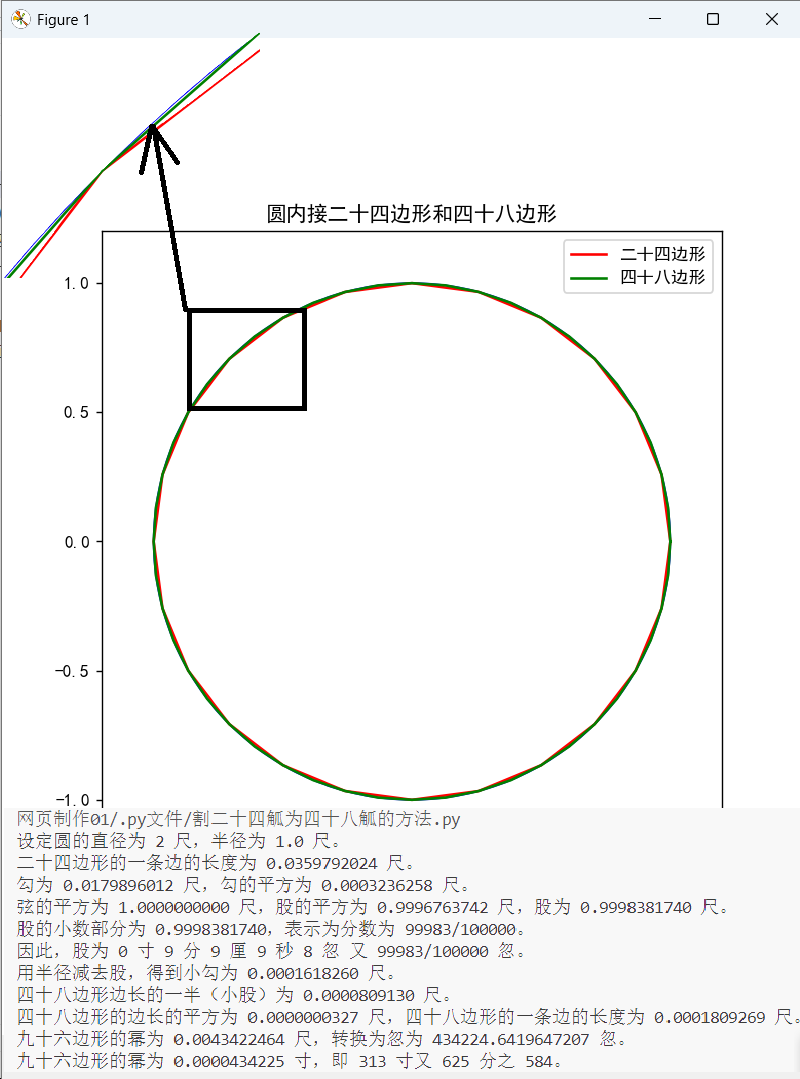 Figure 1
圆内接二十四边形和四十八边形
二十四边形
四十八边形
1.0
0.5
0.0
−0.5
−1.0
网页制作01/.py文件/割二十四觚为四十八觚的方法.py
设定圆的直径为 2 尺，半径为 1.0 尺。
二十四边形的一条边的长度为 0.0359792024 尺。
勾为 0.0179896012 尺，勾的平方为 0.0003236258 尺。
弦的平方为 1.0000000000 尺，股的平方为 0.9996763742 尺，股为 0.9998381740 尺。
股的小数部分为 0.9998381740，表示为分数为 99983/100000。
因此，股为 0 寸 9 分 9 厘 9 秒 8 忽 又 99983/100000 忽。
用半径减去股，得到小勾为 0.0001618260 尺。
四十八边形边长的一半（小股）为 0.0000809130 尺。
四十八边形的边长的平方为 0.0000000327 尺，四十八边形的一条边的长度为 0.0001809269 尺。
九十六边形的幂为 0.0043422464 尺，转换为忽为 434224.6419647207 忽。
九十六边形的幂为 0.0000434225 寸，即 313 寸又 625 分之 584。